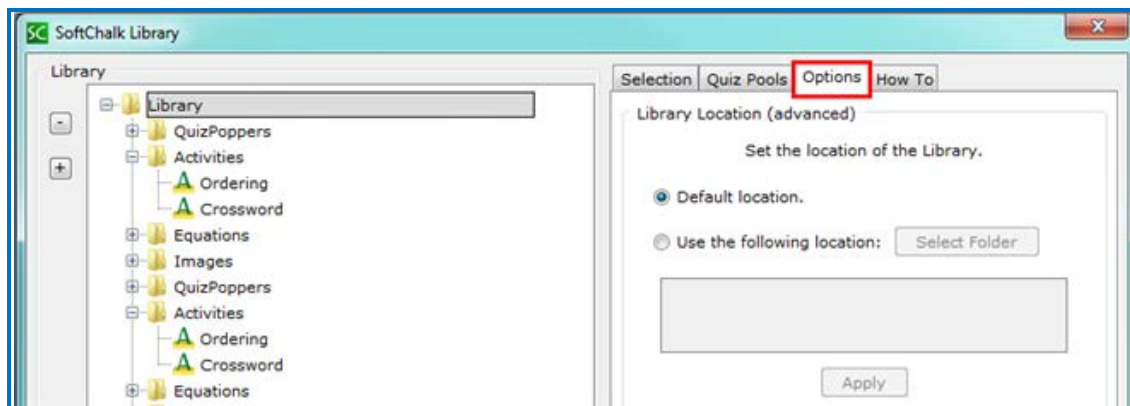 SC SoftChalk Library
Library
Library
QuizPoppers
Activities
A Ordering
A Crossword
Equations
Images
QuizPoppers
Activities
A Ordering
A Crossword
Equations
Selection Quiz Pools Options How To
Library Location (advanced)
Set the location of the Library.
Default location.
Use the following location: Select Folder
Apply